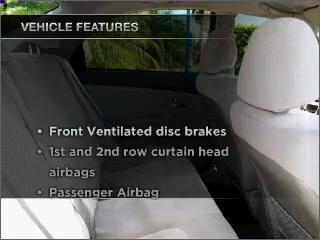 VEHICLE FEATURES
• Front Ventilated disc brakes
• 1st and 2nd row curtain head
airbags
• Passenger Airbag